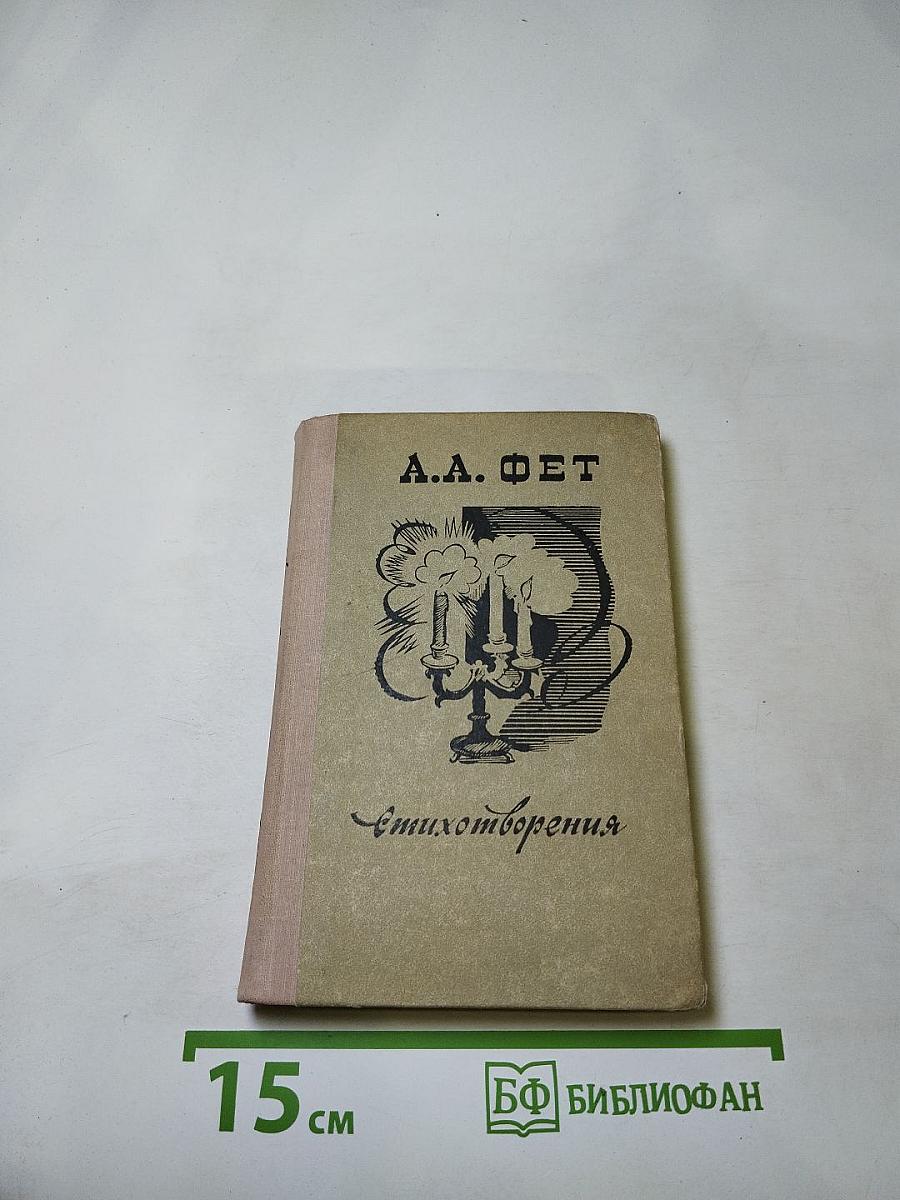 А.А. ФЕТ
Стихотворения
15 см
БФ БИБЛИОФАН